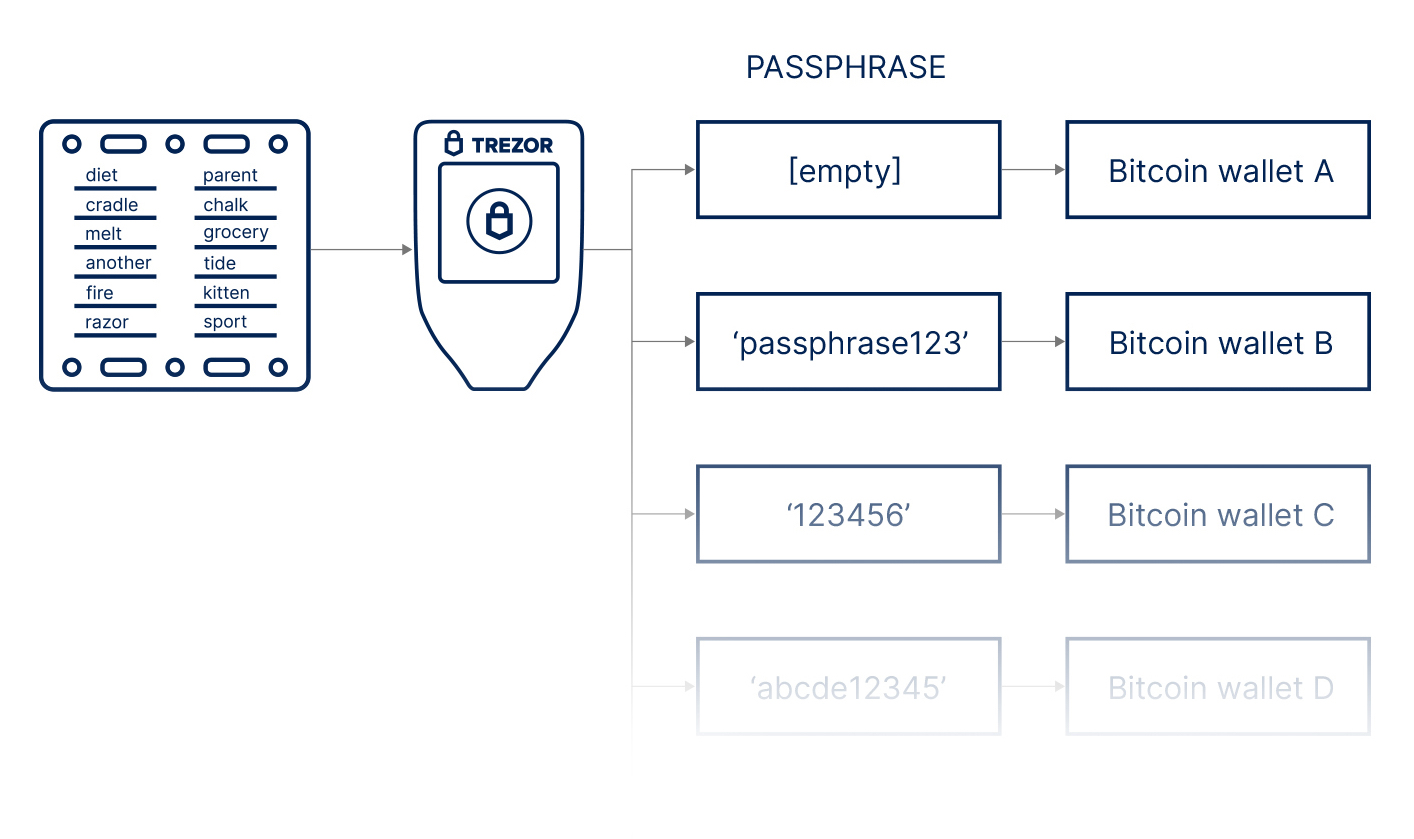 PASSPHRASE
diet
cradle
melt
another
fire
razor
parent
chalk
grocery
tide
kitten
sport
TREZOR
[empty]
Bitcoin wallet A
‘passphrase123’
Bitcoin wallet B
‘123456’
Bitcoin wallet C
‘abcde12345’
Bitcoin wallet D